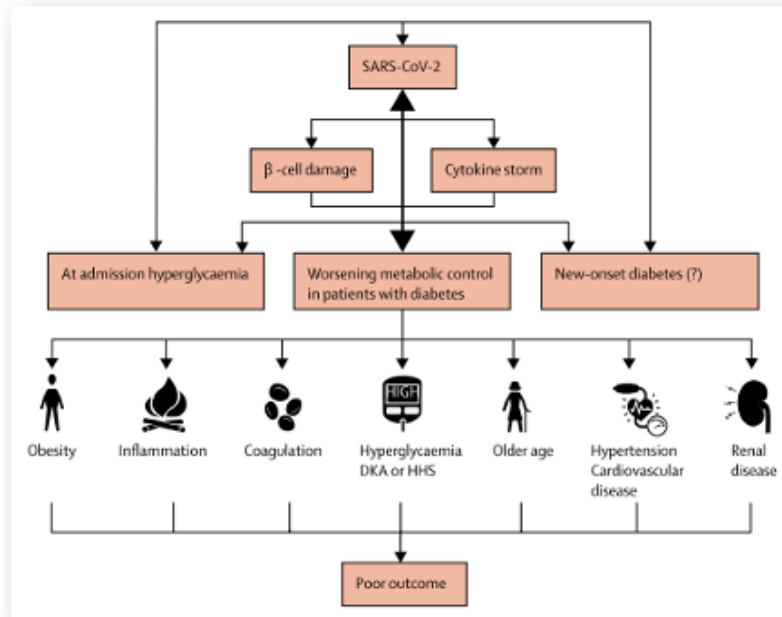 SARS-CoV-2
β -cell damage
Cytokine storm
At admission hyperglycaemia
Worsening metabolic control
in patients with diabetes
New-onset diabetes (?)
HIGH
Obesity
Inflammation
Coagulation
Hyperglycaemia
DKA or HHS
Older age
Hypertension
Cardiovascular
disease
Renal
disease
Poor outcome